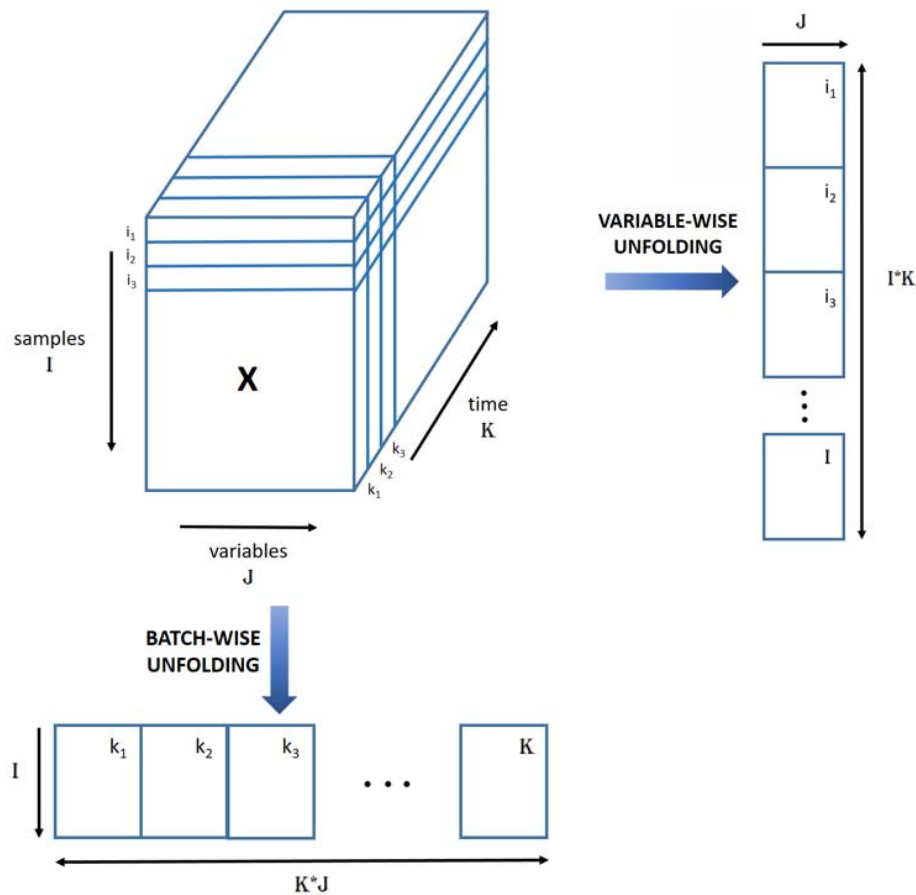 i₁
i₂
i₃
samples
I
X
time
K
k₃
k₂
k₁
variables
J
VARIABLE-WISE
UNFOLDING
J
i₁
i₂
i₃
I
I*K
BATCH-WISE
UNFOLDING
I
k₁ k₂ k₃ • • • K
K*J